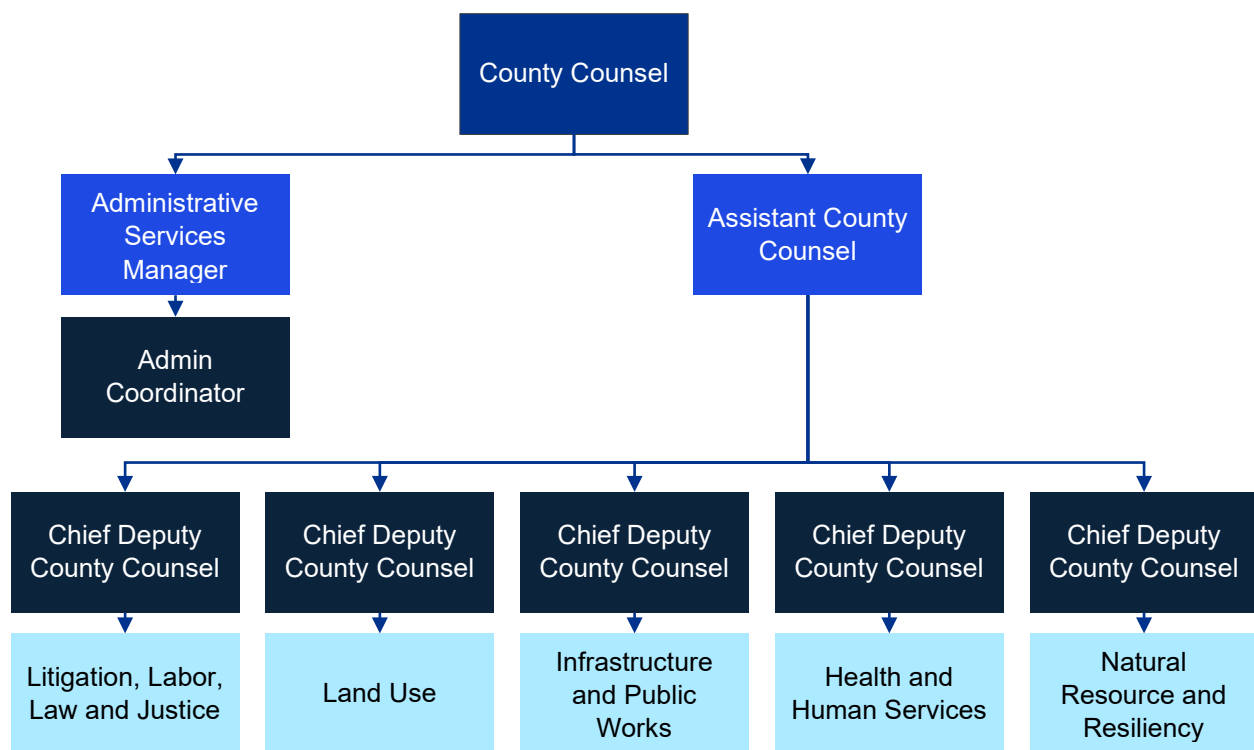 County Counsel
Administrative
Services
Manager
Assistant County
Counsel
Admin
Coordinator
Chief Deputy
County Counsel
Chief Deputy
County Counsel
Chief Deputy
County Counsel
Chief Deputy
County Counsel
Chief Deputy
County Counsel
Litigation, Labor,
Law and Justice
Land Use
Infrastructure
and Public
Works
Health and
Human Services
Natural
Resource and
Resiliency